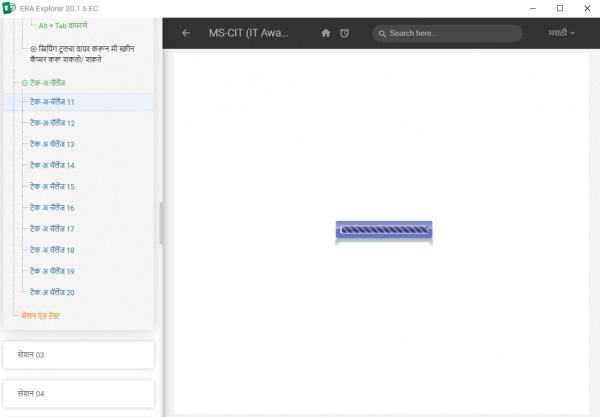 ERA Explorer 20.1.6 EC
Alt + Tab वापरणे
स्निपिंग टूलचा वापर करून मी स्क्रीन
कॅप्चर करू शकतो/ शकते
टेक-अ-चॅलेंज
टेक-अ-चॅलेंज 11
टेक-अ-चॅलेंज 12
टेक अ चॅलेंज 13
टेक अ चॅलेंज 14
टेक अ चॅलेंज 15
टेक अ चॅलेंज 16
टेक अ चॅलेंज 17
टेक अ चॅलेंज 18
टेक अ चॅलेंज 19
टेक अ चॅलेंज 20
सेशन एंड टेस्ट
सेशन 03
सेशन 04
MS-CIT (IT Awa...
Search here...
मराठी